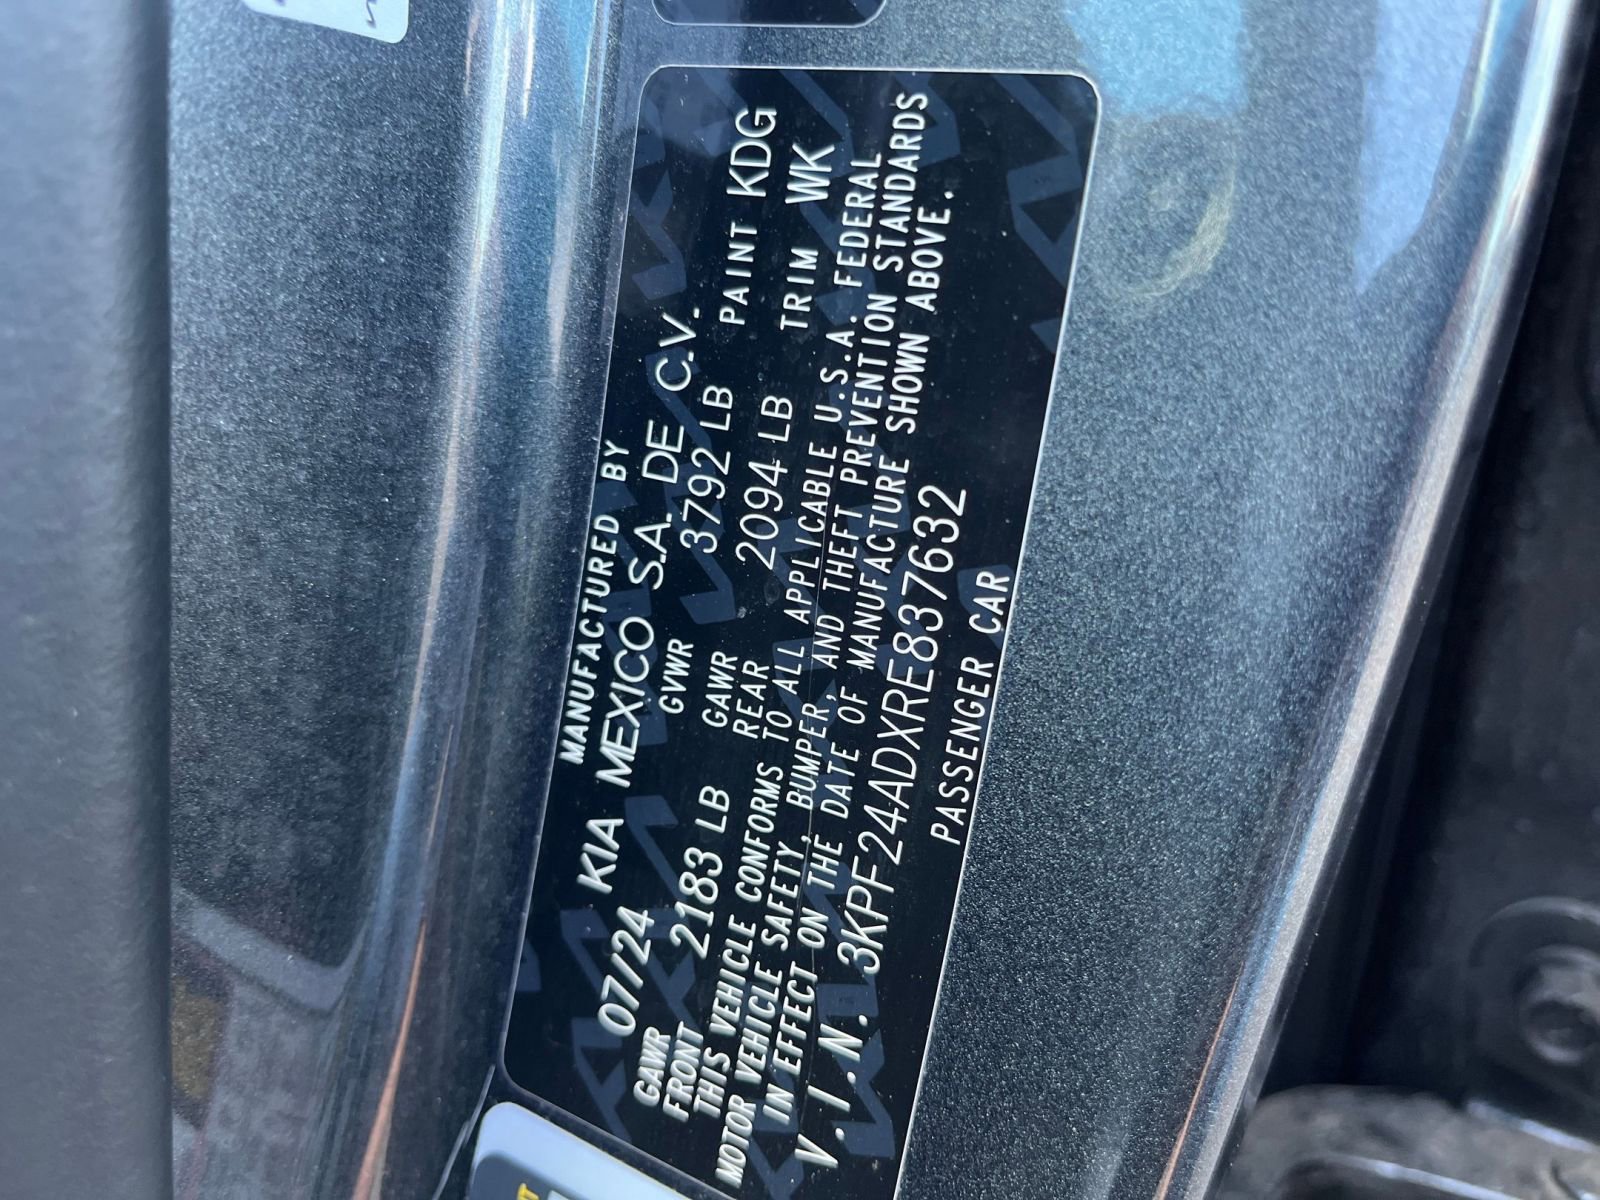 MANUFACTURED BY
07/24 KIA MEXICO S.A. DE C.V.
GVWR 3792 LB PAINT KDG
GAWR FRONT 2183 LB GAWR REAR 2094 LB TRIM WK
THIS VEHICLE CONFORMS TO ALL APPLICABLE U.S.A. FEDERAL
MOTOR VEHICLE SAFETY, BUMPER, AND THEFT PREVENTION STANDARDS
IN EFFECT ON THE DATE OF MANUFACTURE SHOWN ABOVE.
V.I.N. 3KPF24ADXRE837632
PASSENGER CAR